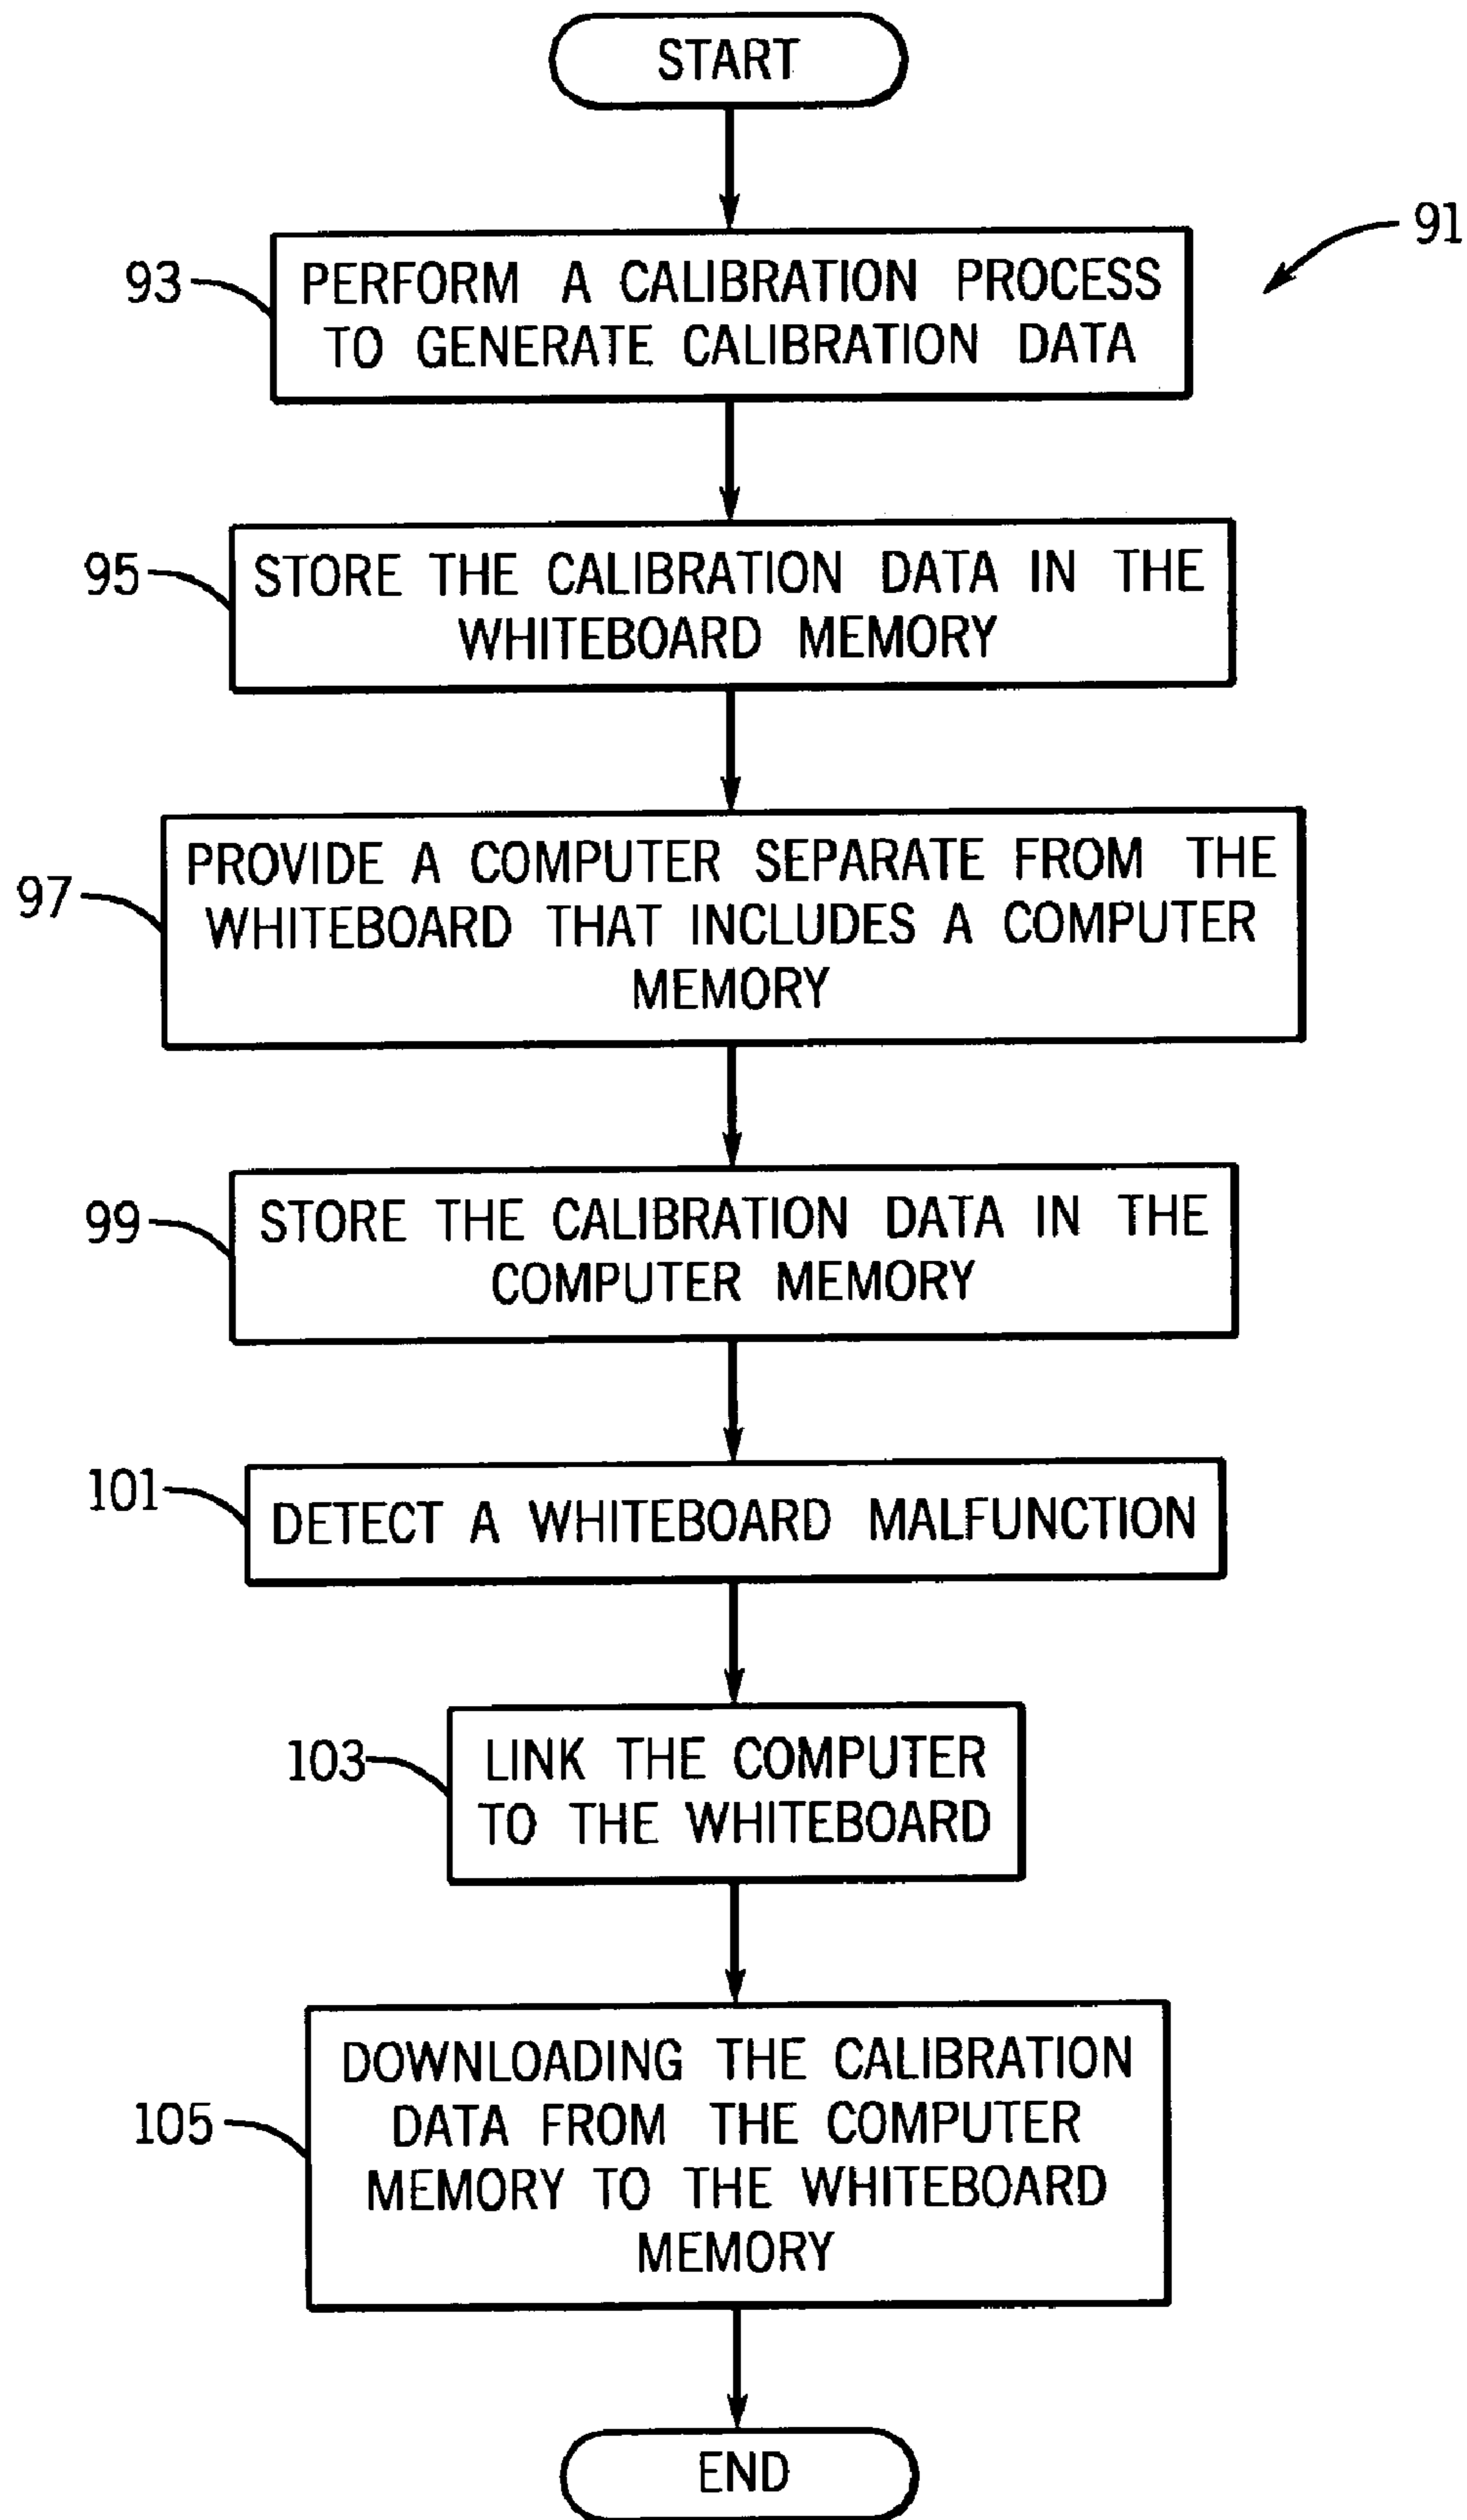 START
91
93
PERFORM A CALIBRATION PROCESS
TO GENERATE CALIBRATION DATA
95
STORE THE CALIBRATION DATA IN THE
WHITEBOARD MEMORY
97
PROVIDE A COMPUTER SEPARATE FROM THE
WHITEBOARD THAT INCLUDES A COMPUTER
MEMORY
99
STORE THE CALIBRATION DATA IN THE
COMPUTER MEMORY
101
DETECT A WHITEBOARD MALFUNCTION
103
LINK THE COMPUTER
TO THE WHITEBOARD
105
DOWNLOADING THE CALIBRATION
DATA FROM THE COMPUTER
MEMORY TO THE WHITEBOARD
MEMORY
END